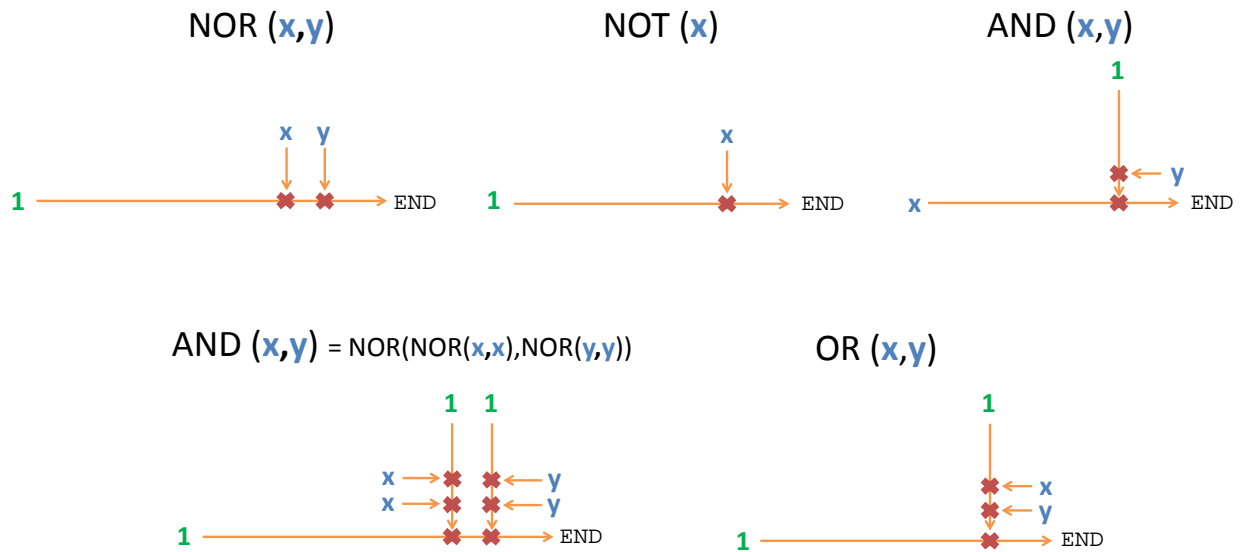 NOR (x,y)
x y
1
END
NOT (x)
x
1
END
AND (x,y)
1
y
x
END
AND (x,y) = NOR(NOR(x,x),NOR(y,y))
1 1
x y
x y
1
END
OR (x,y)
1
x
y
1
END